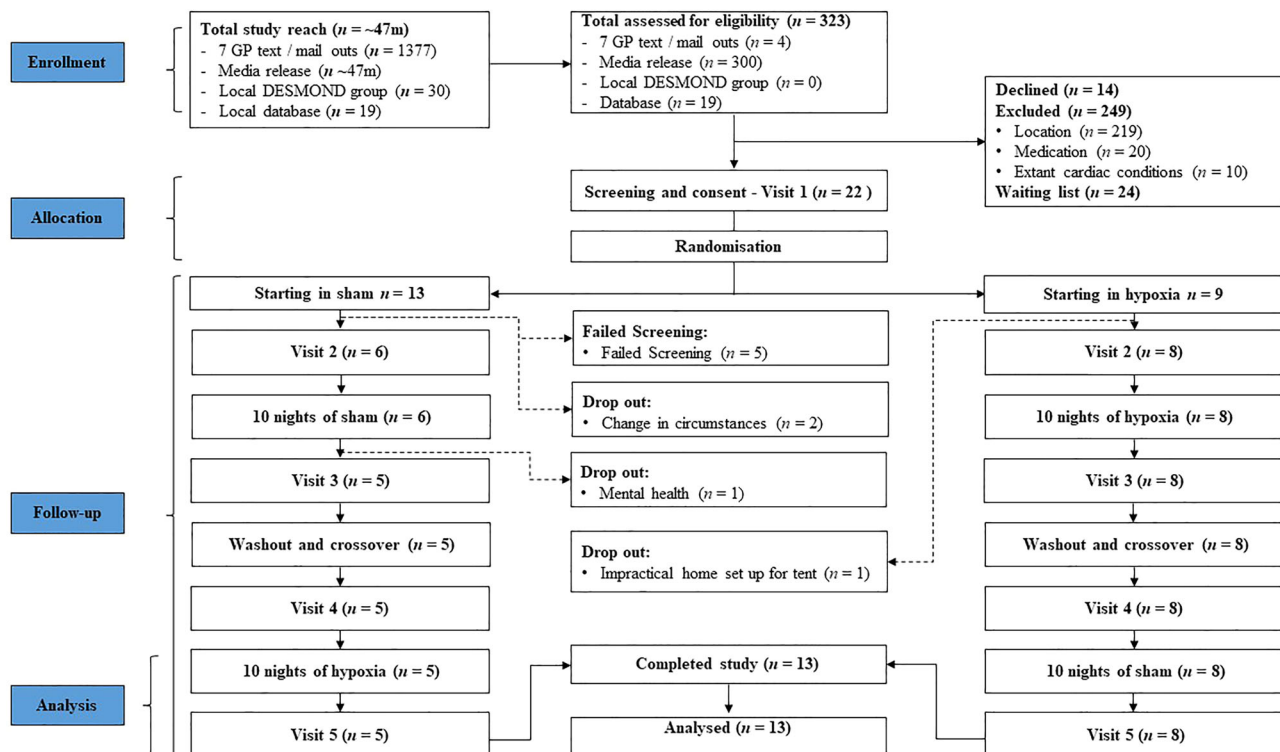 Enrollment
Total study reach (n = ~47m)
- 7 GP text / mail outs (n = 1377)
- Media release (n ~47m)
- Local DESMOND group (n = 30)
- Local database (n = 19)
Total assessed for eligibility (n = 323)
- 7 GP text / mail outs (n = 4)
- Media release (n = 300)
- Local DESMOND group (n = 0)
- Database (n = 19)
Declined (n = 14)
Excluded (n = 249)
• Location (n = 219)
• Medication (n = 20)
• Extant cardiac conditions (n = 10)
Waiting list (n = 24)
Allocation
Screening and consent - Visit 1 (n = 22 )
Randomisation
Follow-up
Starting in sham n = 13
Visit 2 (n = 6)
10 nights of sham (n = 6)
Visit 3 (n = 5)
Washout and crossover (n = 5)
Visit 4 (n = 5)
10 nights of hypoxia (n = 5)
Visit 5 (n = 5)
Failed Screening:
• Failed Screening (n = 5)
Drop out:
• Change in circumstances (n = 2)
Drop out:
• Mental health (n = 1)
Drop out:
• Impractical home set up for tent (n = 1)
Starting in hypoxia n = 9
Visit 2 (n = 8)
10 nights of hypoxia (n = 8)
Visit 3 (n = 8)
Washout and crossover (n = 8)
Visit 4 (n = 8)
10 nights of sham (n = 8)
Visit 5 (n = 8)
Analysis
Completed study (n = 13)
Analysed (n = 13)